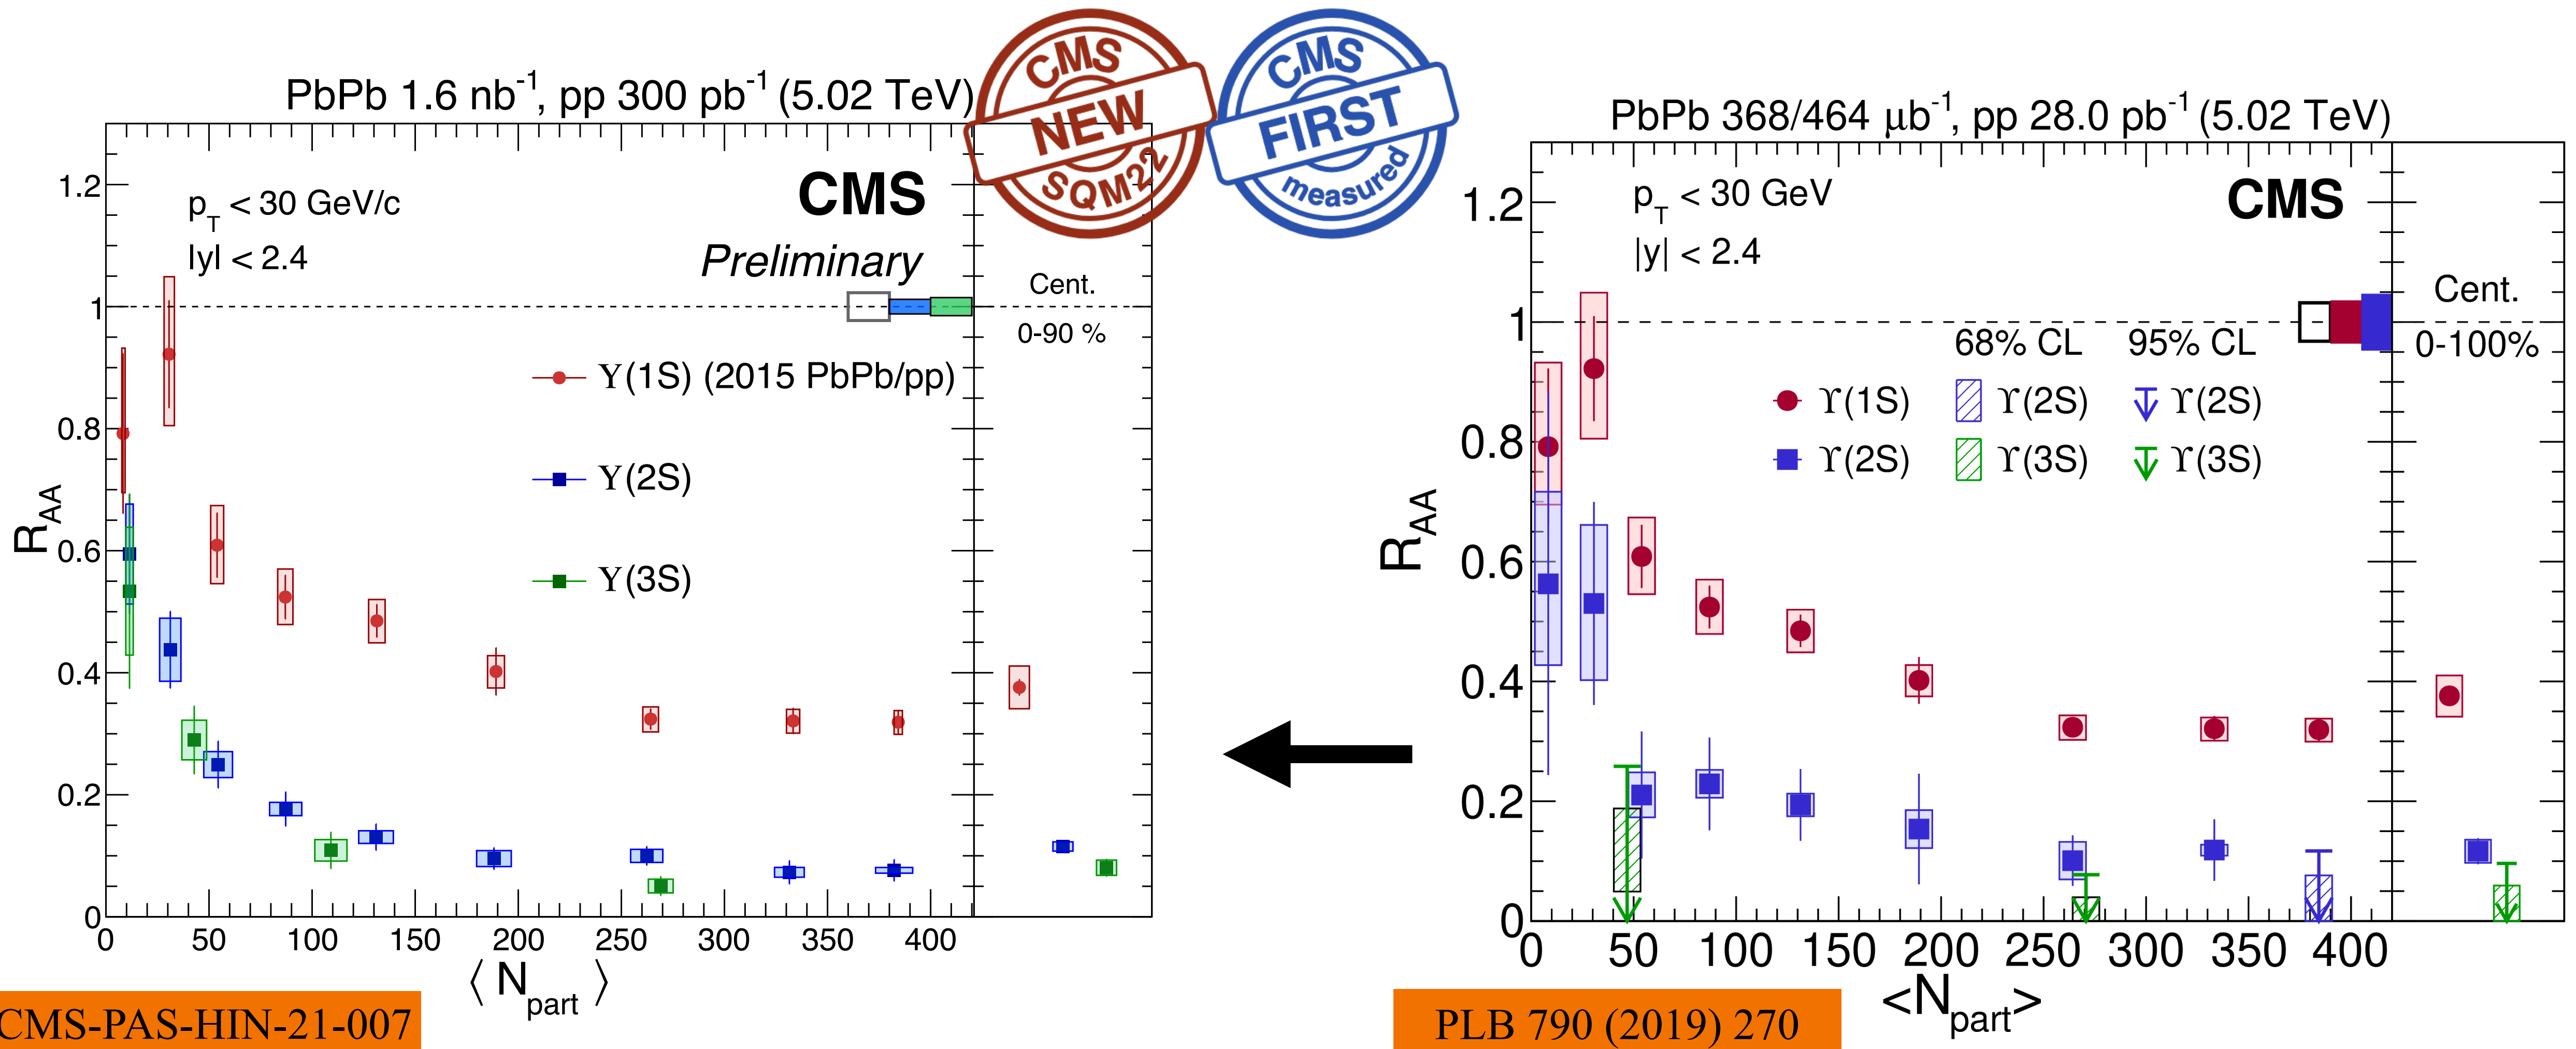 PbPb 1.6 nb⁻¹, pp 300 pb⁻¹ (5.02 TeV)
p_T < 30 GeV/c
|y| < 2.4
CMS
Preliminary
Cent.
0-90 %
ϒ(1S) (2015 PbPb/pp)
ϒ(2S)
ϒ(3S)
R_AA
1.2
1
0.8
0.6
0.4
0.2
0
0 50 100 150 200 250 300 350 400
⟨ N_part ⟩
CMS-PAS-HIN-21-007
CMS
NEW
SQM22
CMS
FIRST
measured
PbPb 368/464 μb⁻¹, pp 28.0 pb⁻¹ (5.02 TeV)
p_T < 30 GeV
|y| < 2.4
CMS
Cent.
0-100%
68% CL 95% CL
ϒ(1S) ϒ(2S) ϒ(2S)
ϒ(2S) ϒ(3S) ϒ(3S)
R_AA
1.2
1
0.8
0.6
0.4
0.2
0
0 50 100 150 200 250 300 350 400
<N_part>
PLB 790 (2019) 270